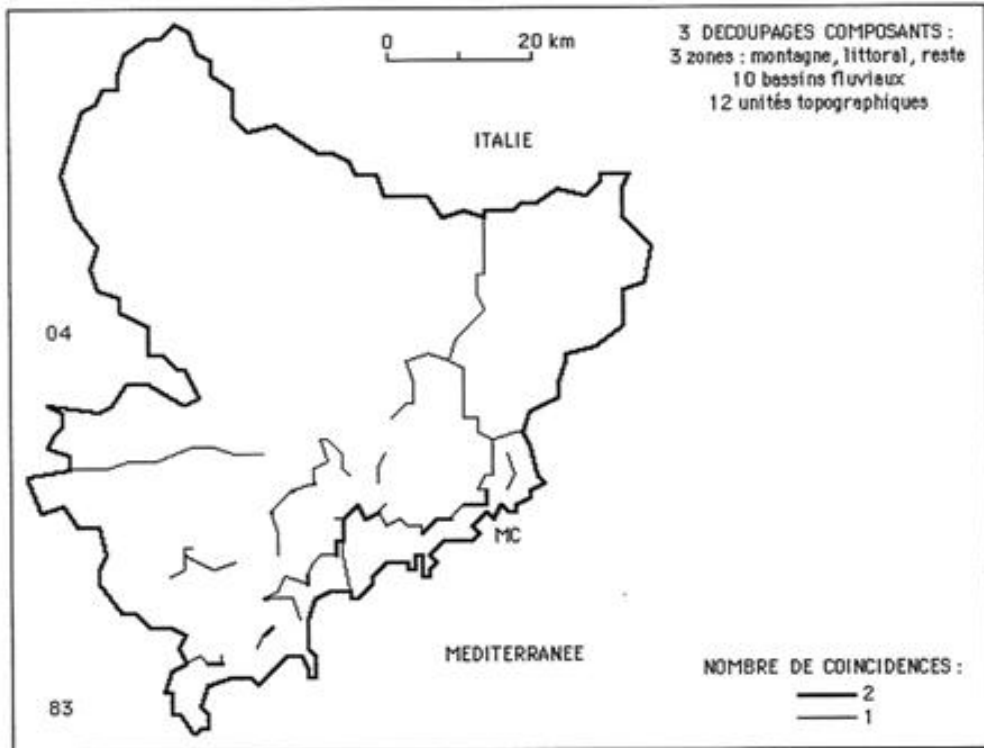 3 DECOUPAGES COMPOSANTS :
3 zones : montagne, littoral, reste
10 bassins fluviaux
12 unités topographiques
0 20 km
ITALIE
04
MC
MEDITERRANEE
83
NOMBRE DE COINCIDENCES :
2
1